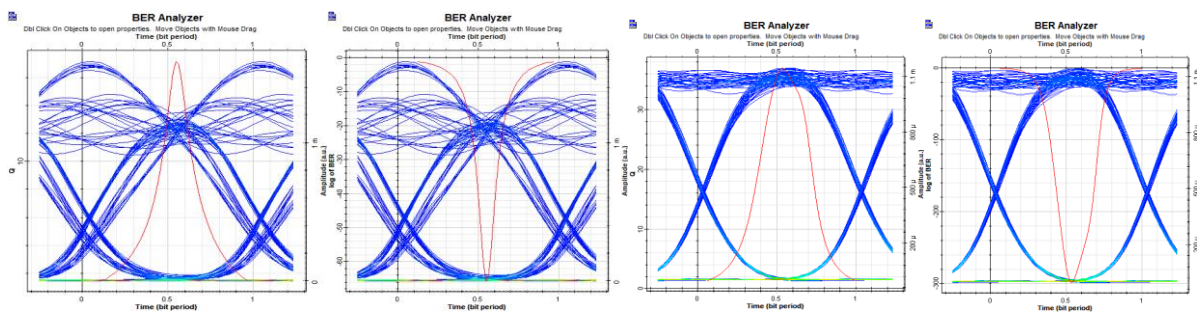 BER Analyzer
Dbl Click On Objects to open properties. Move Objects with Mouse Drag
Time (bit period)
0 0.5 1
Q
10
1 m
0
0 0.5 1
Time (bit period)
BER Analyzer
Dbl Click On Objects to open properties. Move Objects with Mouse Drag
Time (bit period)
0 0.5 1
Amplitude (a.u.)
log of BER
0
-10
-20
-30
-40
-50
-60
1 m
0
0 0.5 1
Time (bit period)
BER Analyzer
Dbl Click On Objects to open properties. Move Objects with Mouse Drag
Time (bit period)
0 0.5 1
Amplitude (a.u.)
Q
30
20
10
0
1.1 m
800 µ
500 µ
200 µ
0 0.5 1
Time (bit period)
BER Analyzer
Dbl Click On Objects to open properties. Move Objects with Mouse Drag
Time (bit period)
0 0.5 1
Amplitude (a.u.)
log of BER
0
-100
-200
-300
1.1 m
800 µ
500 µ
200 µ
0 0.5 1
Time (bit period)